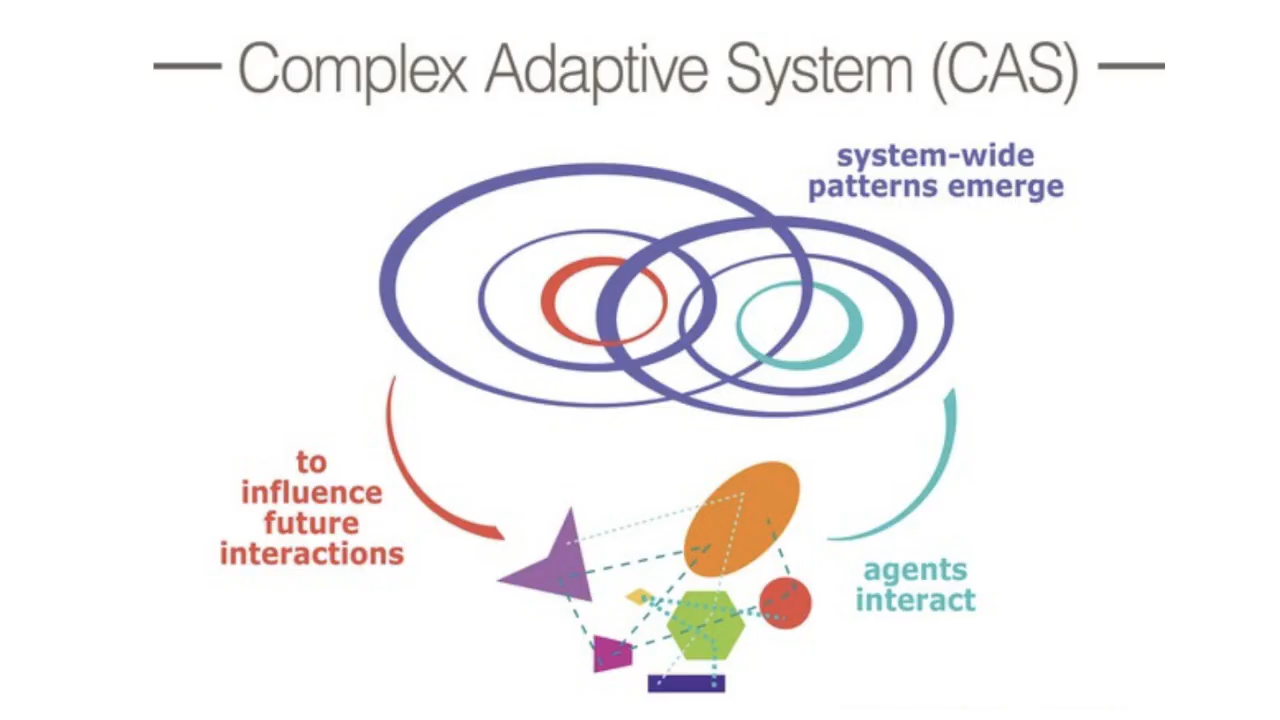 Complex Adaptive System (CAS)
system-wide
patterns emerge
to
influence
future
interactions
agents
interact